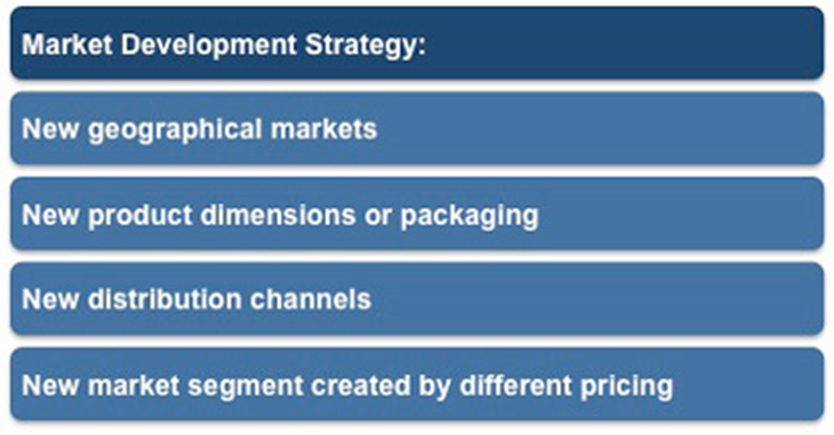 Market Development Strategy:
New geographical markets
New product dimensions or packaging
New distribution channels
New market segment created by different pricing